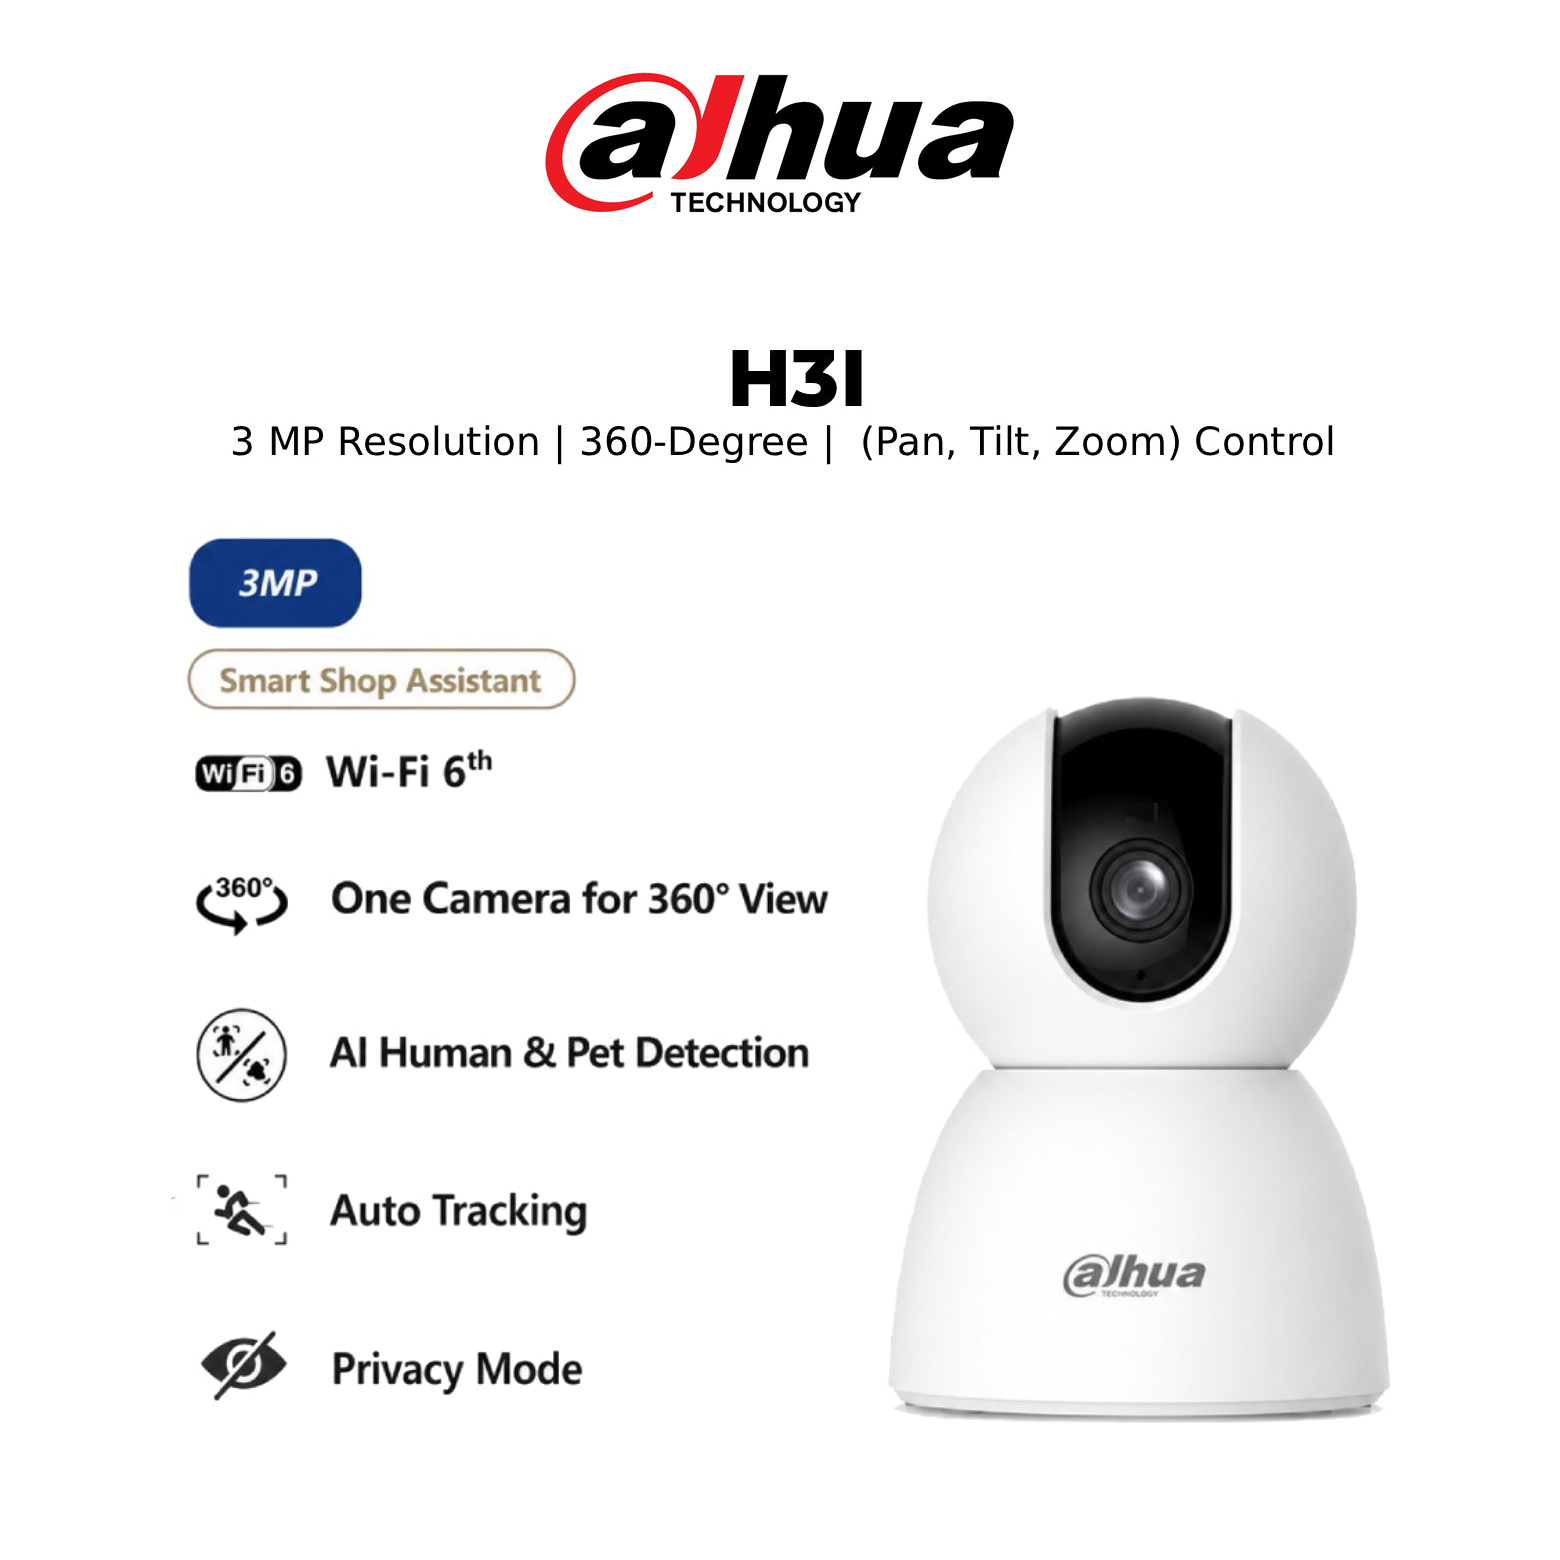 alhua
TECHNOLOGY
H3I
3 MP Resolution | 360-Degree | (Pan, Tilt, Zoom) Control
3MP
Smart Shop Assistant
WiFi 6 Wi-Fi 6th
360° One Camera for 360° View
AI Human & Pet Detection
Auto Tracking
Privacy Mode
alhua
TECHNOLOGY